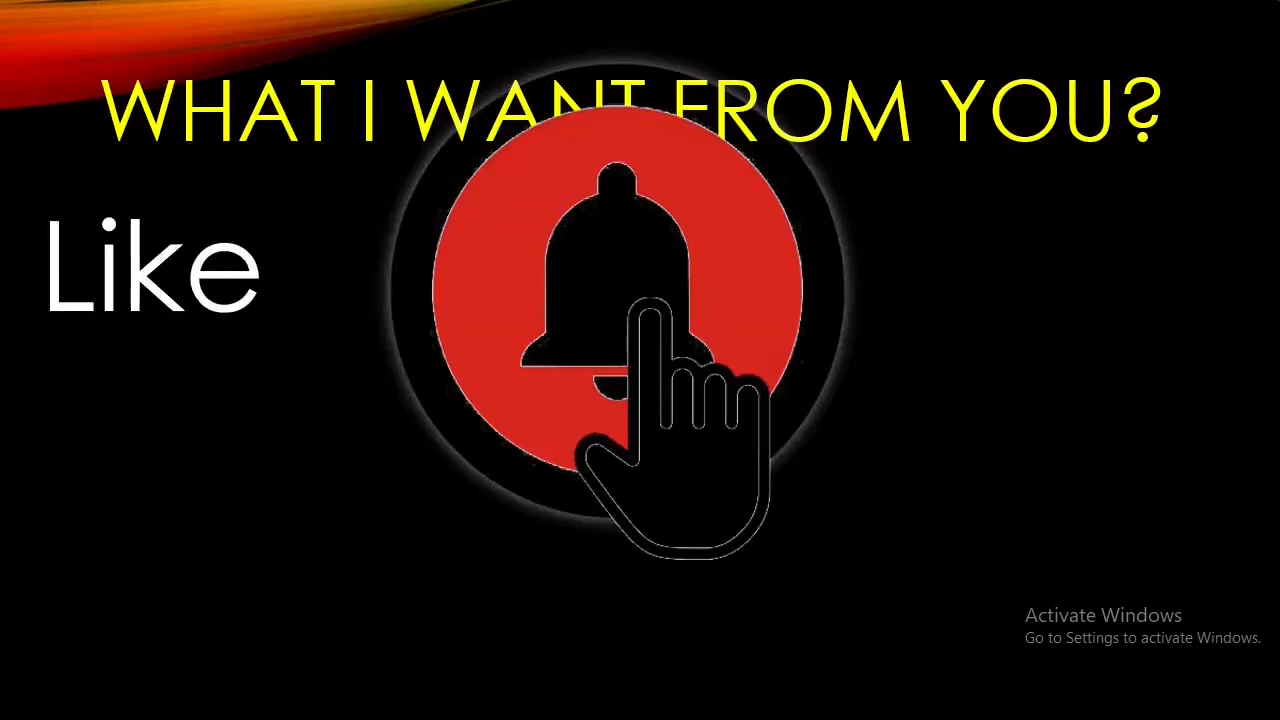 WHAT I WANT FROM YOU?
Like
Activate Windows
Go to Settings to activate Windows.